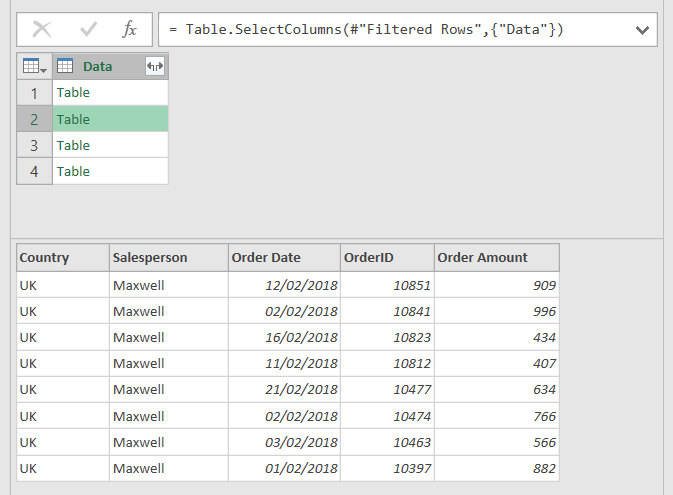 fx = Table.SelectColumns(#"Filtered Rows",{"Data"})
Data
1 Table
2 Table
3 Table
4 Table
Country Salesperson Order Date OrderID Order Amount
UK Maxwell 12/02/2018 10851 909
UK Maxwell 02/02/2018 10841 996
UK Maxwell 16/02/2018 10823 434
UK Maxwell 11/02/2018 10812 407
UK Maxwell 21/02/2018 10477 634
UK Maxwell 02/02/2018 10474 766
UK Maxwell 03/02/2018 10463 566
UK Maxwell 01/02/2018 10397 882